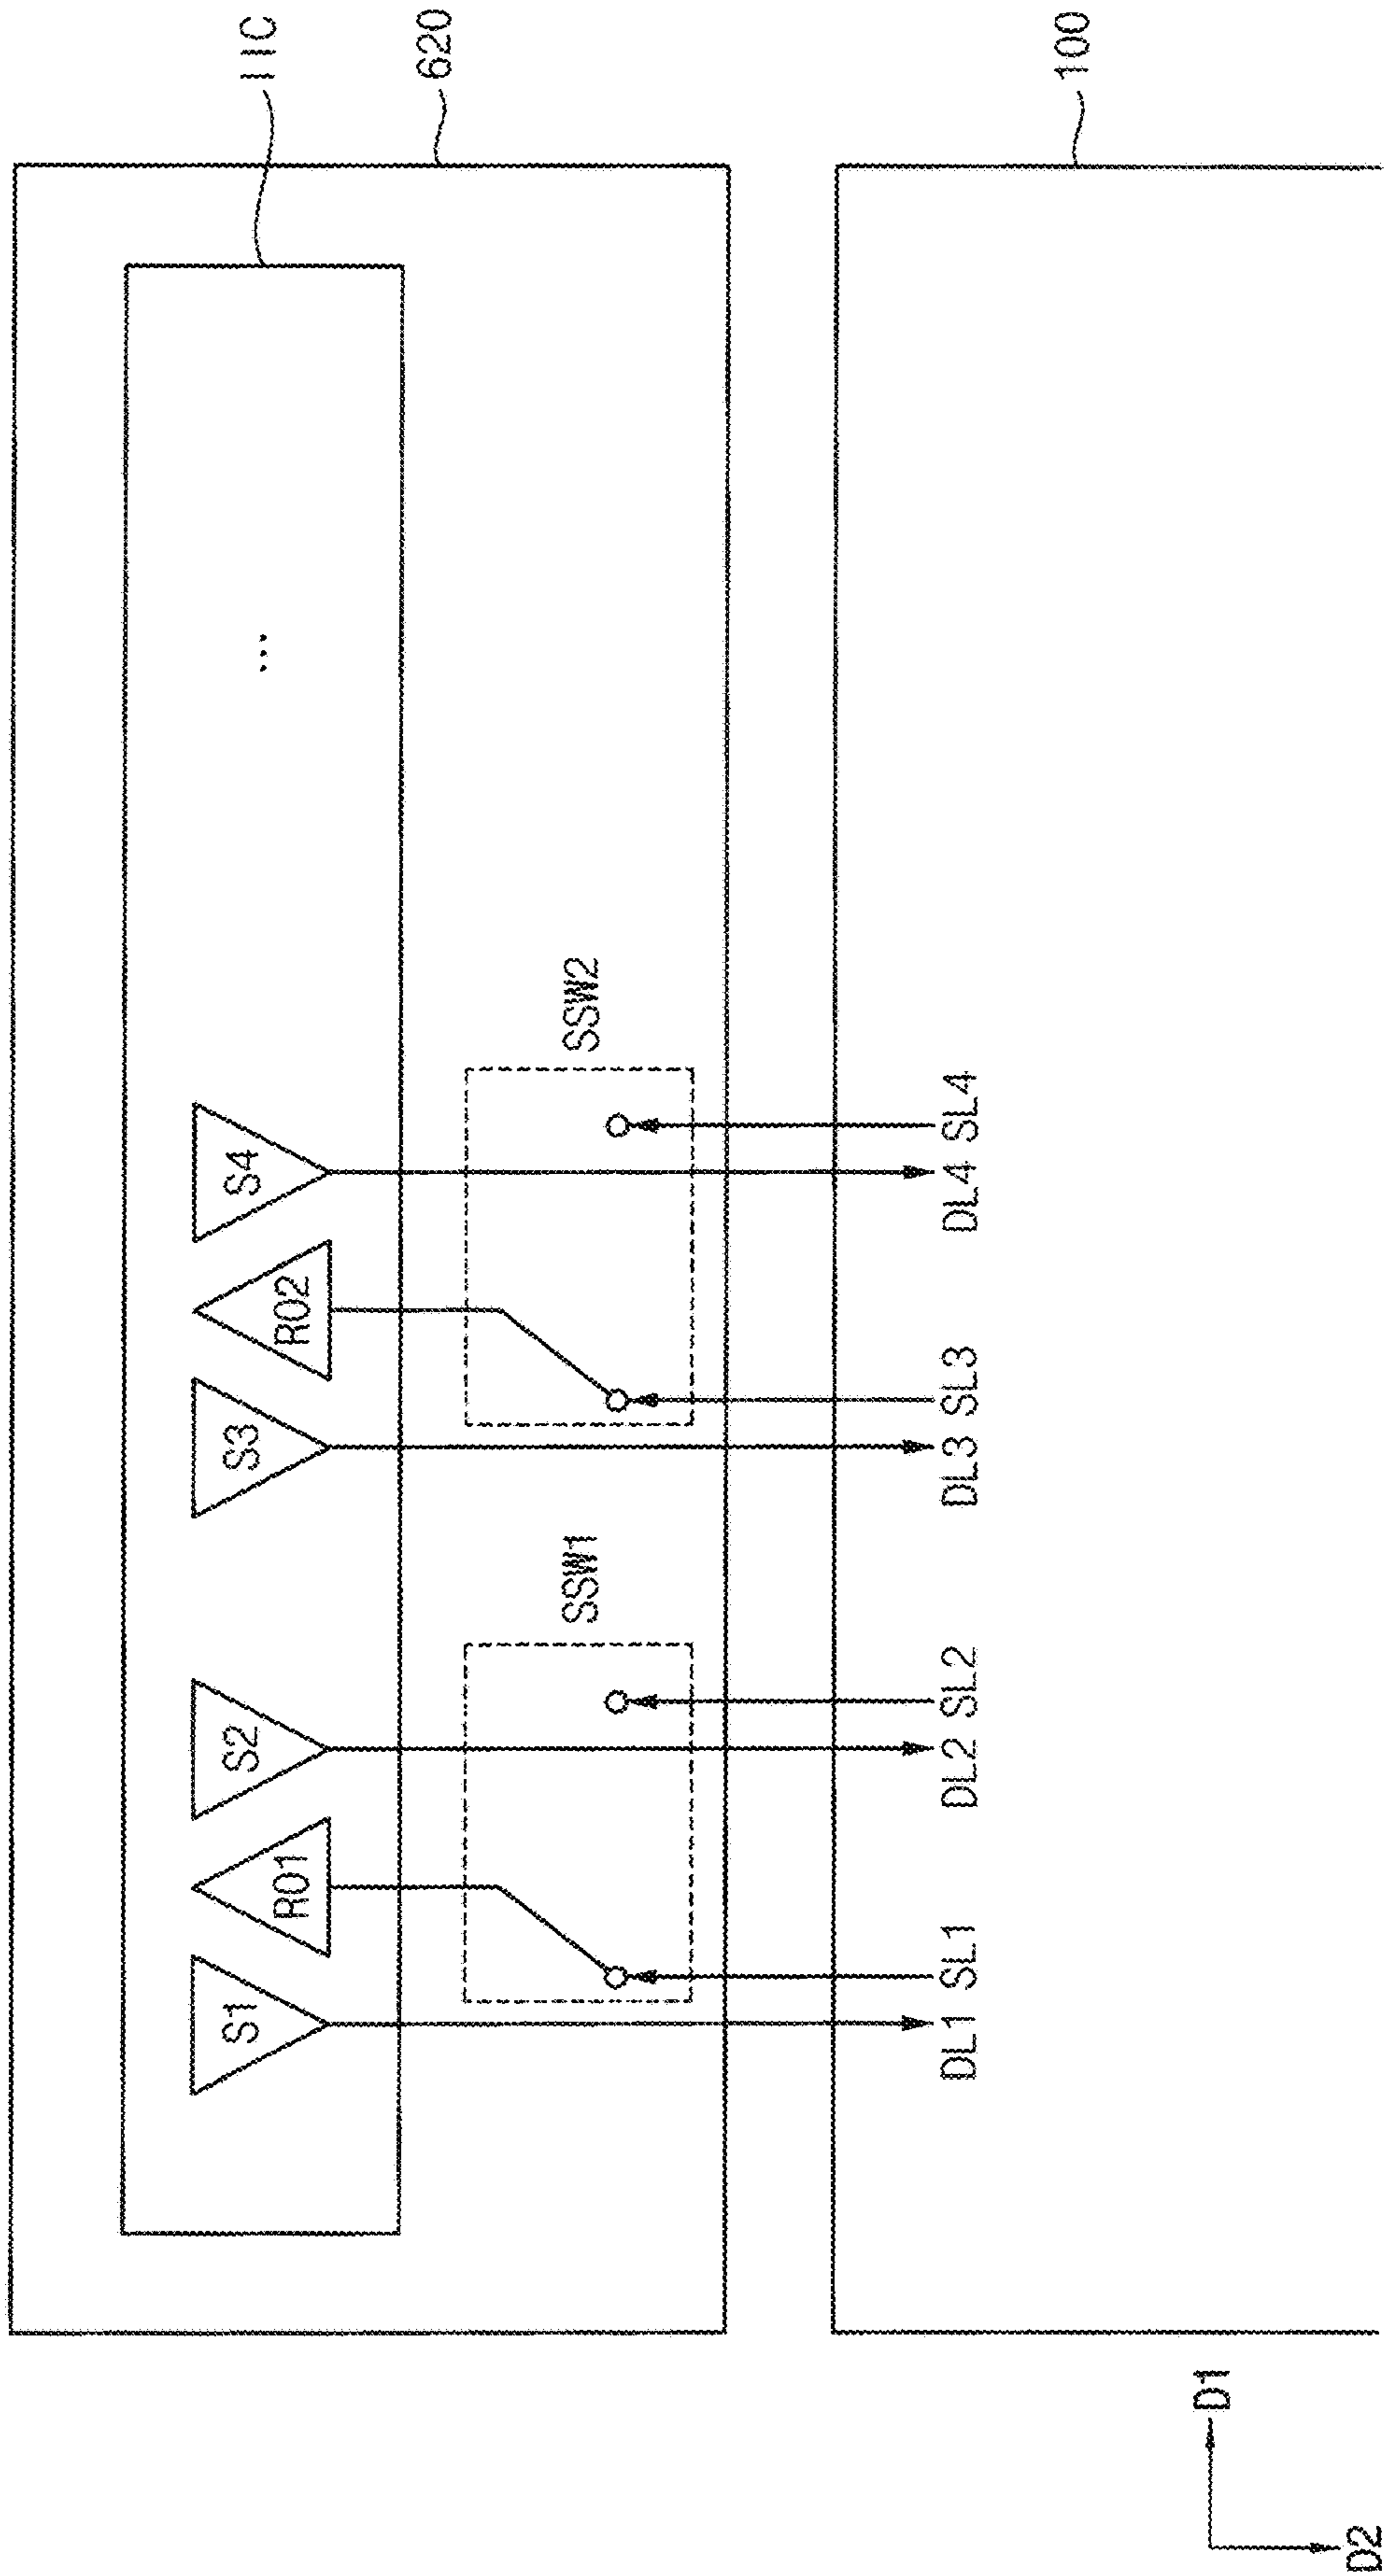 IIC
620
S1 RO1 S2 S3 RO2 S4 ...
SSW1 SSW2
100
DL1 SL1 DL2 SL2 DL3 SL3 DL4 SL4
D1
D2